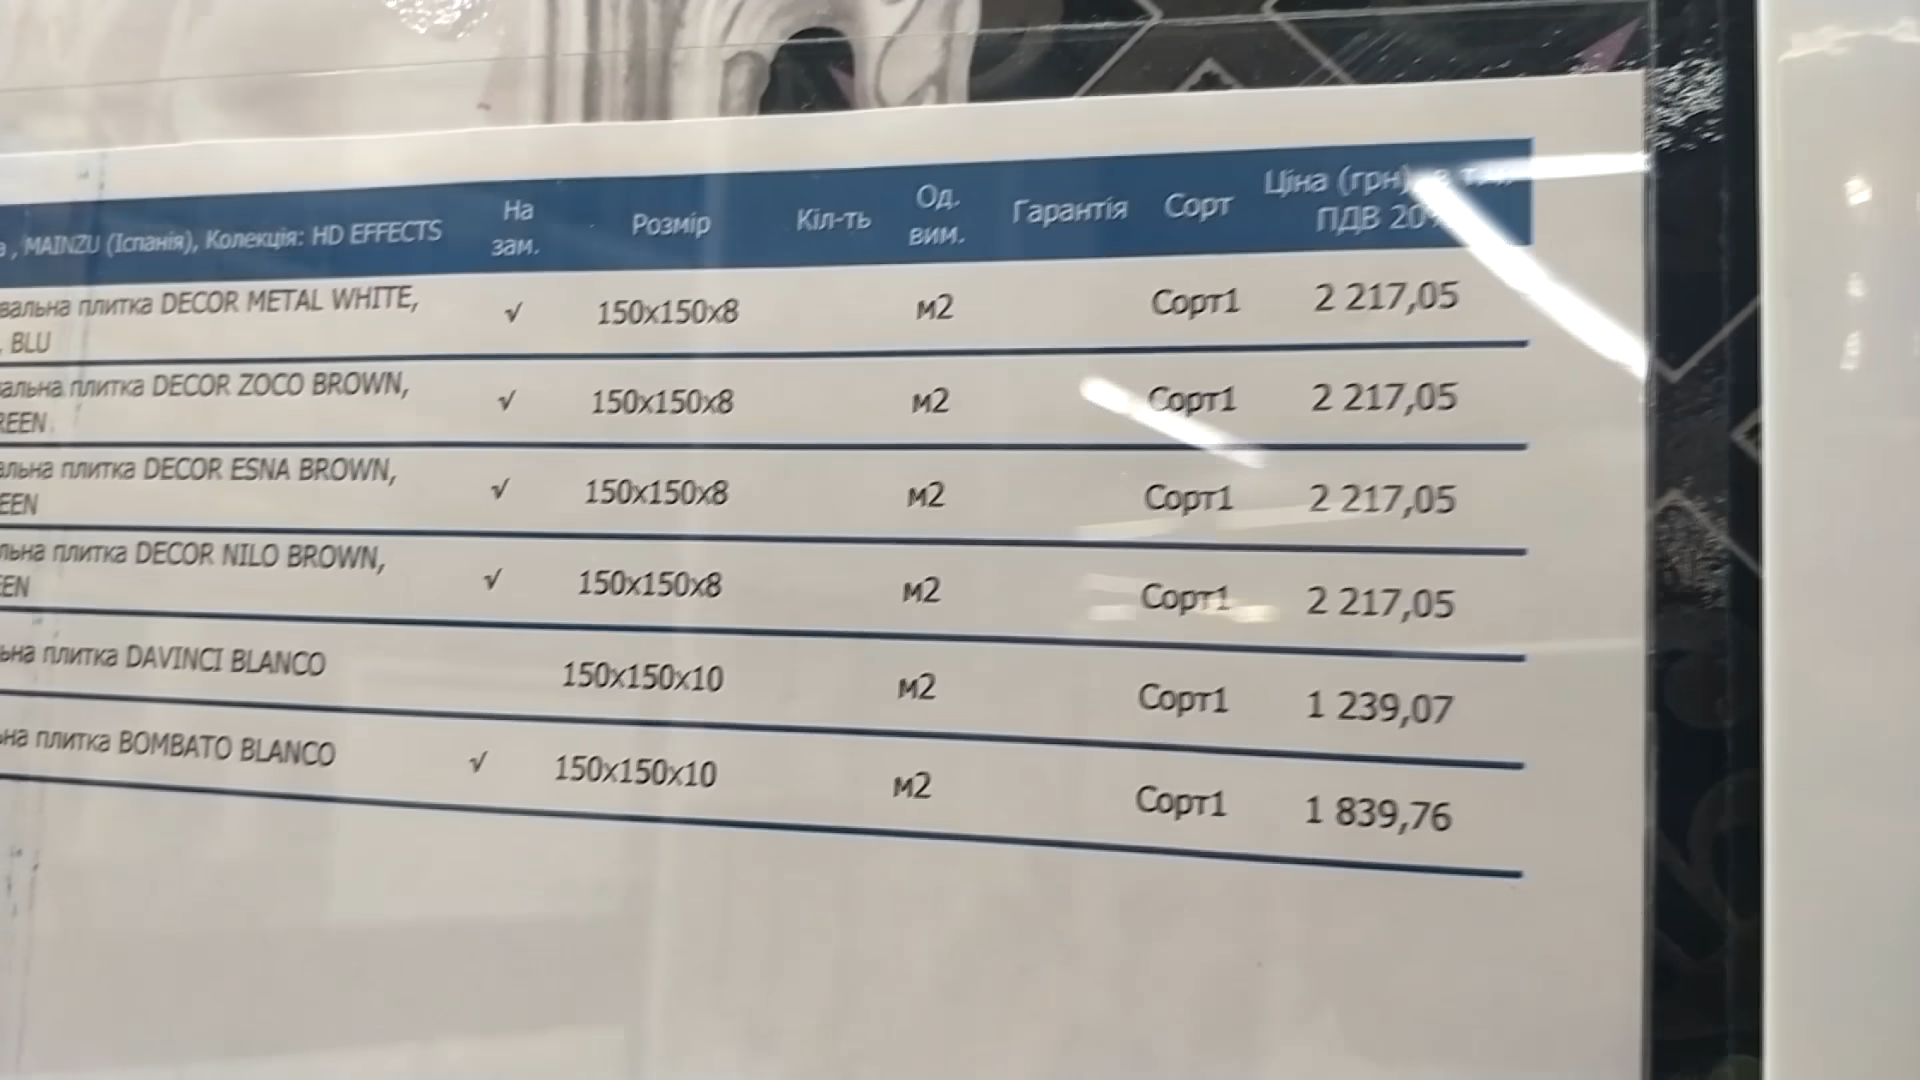 , MAINZU (Іспанія), Колекція: HD EFFECTS На зам. Розмір Кіл-ть Од. вим. Гарантія Сорт Ціна (грн), ПДВ
плитка DECOR METAL WHITE, √ 150x150x8 м2 Сорт1 2 217,05
BLU
плитка DECOR ZOCO BROWN, √ 150x150x8 м2 Сорт1 2 217,05
плитка DECOR ESNA BROWN, √ 150x150x8 м2 Сорт1 2 217,05
плитка DECOR NILO BROWN, √ 150x150x8 м2 Сорт1 2 217,05
плитка DAVINCI BLANCO 150x150x10 м2 Сорт1 1 239,07
плитка BOMBATO BLANCO √ 150x150x10 м2 Сорт1 1 839,76